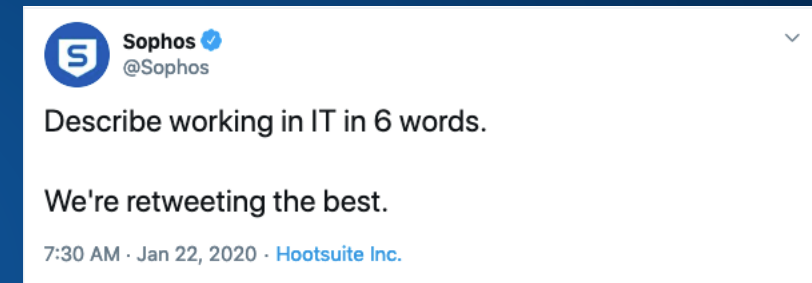 Sophos
@Sophos
Describe working in IT in 6 words.
We're retweeting the best.
7:30 AM · Jan 22, 2020 · Hootsuite Inc.